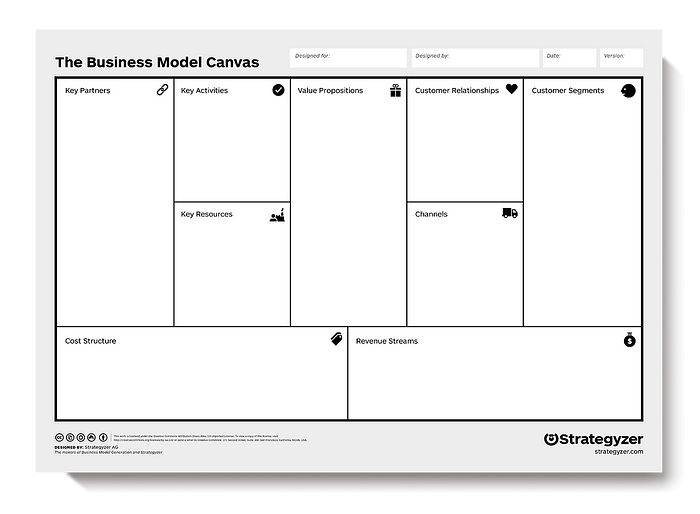 The Business Model Canvas
Designed for:
Designed by:
Date:
Version:
Key Partners
Key Activities
Value Propositions
Customer Relationships
Customer Segments
Key Resources
Channels
Cost Structure
Revenue Streams
DESIGNED BY: Strategyzer AG
The makers of Business Model Generation and Strategyzer
Strategyzer
strategyzer.com